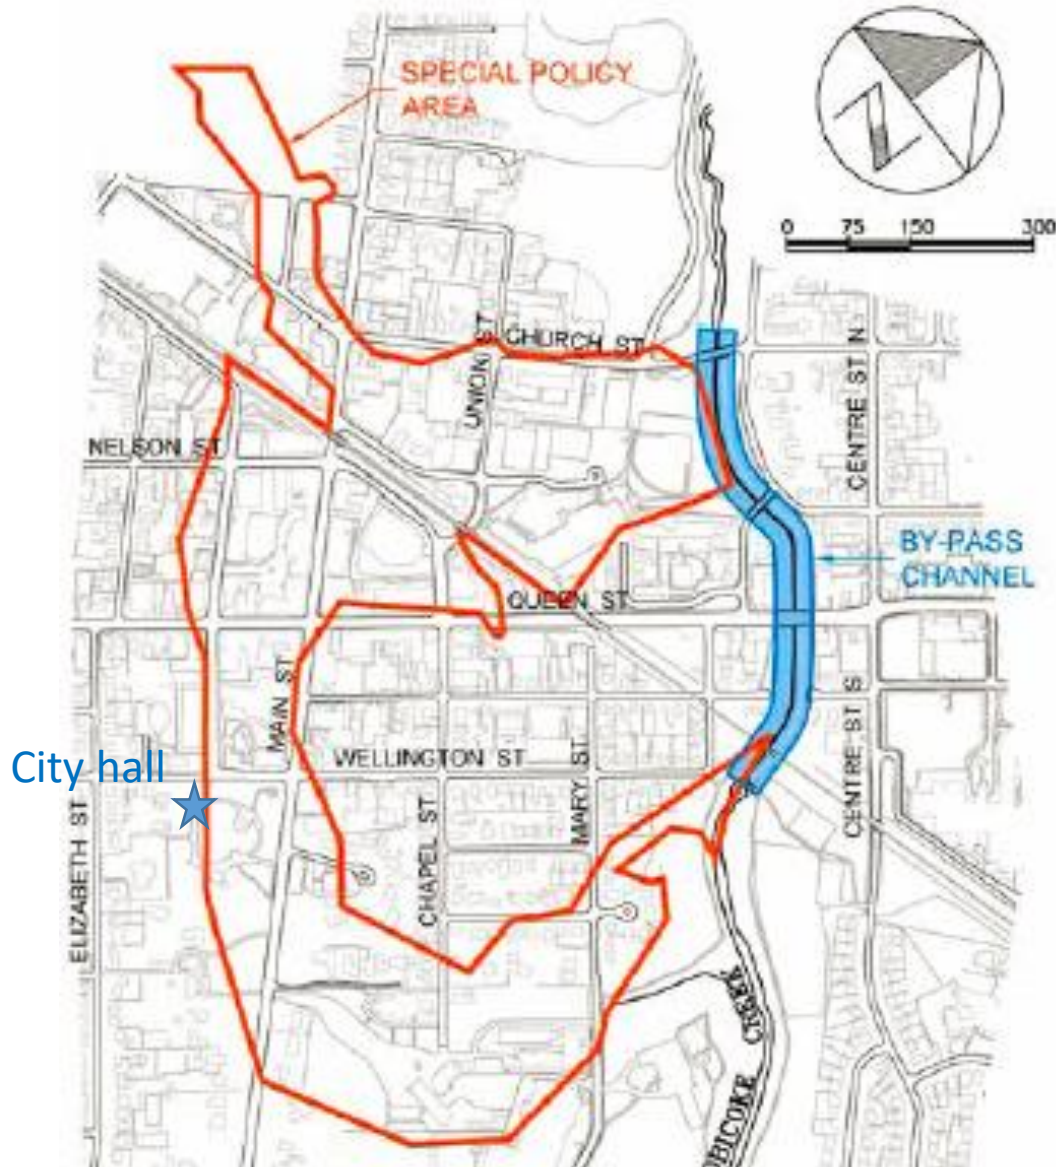 SPECIAL POLICY
AREA
0 75 150 300
UNION ST
CHURCH ST
CENTRE ST N
NELSON ST
BY-PASS
CHANNEL
QUEEN ST
MAIN ST
WELLINGTON ST
City hall
MARY ST
CENTRE ST S
ELIZABETH ST
CHAPEL ST
OBICOKE CREEK